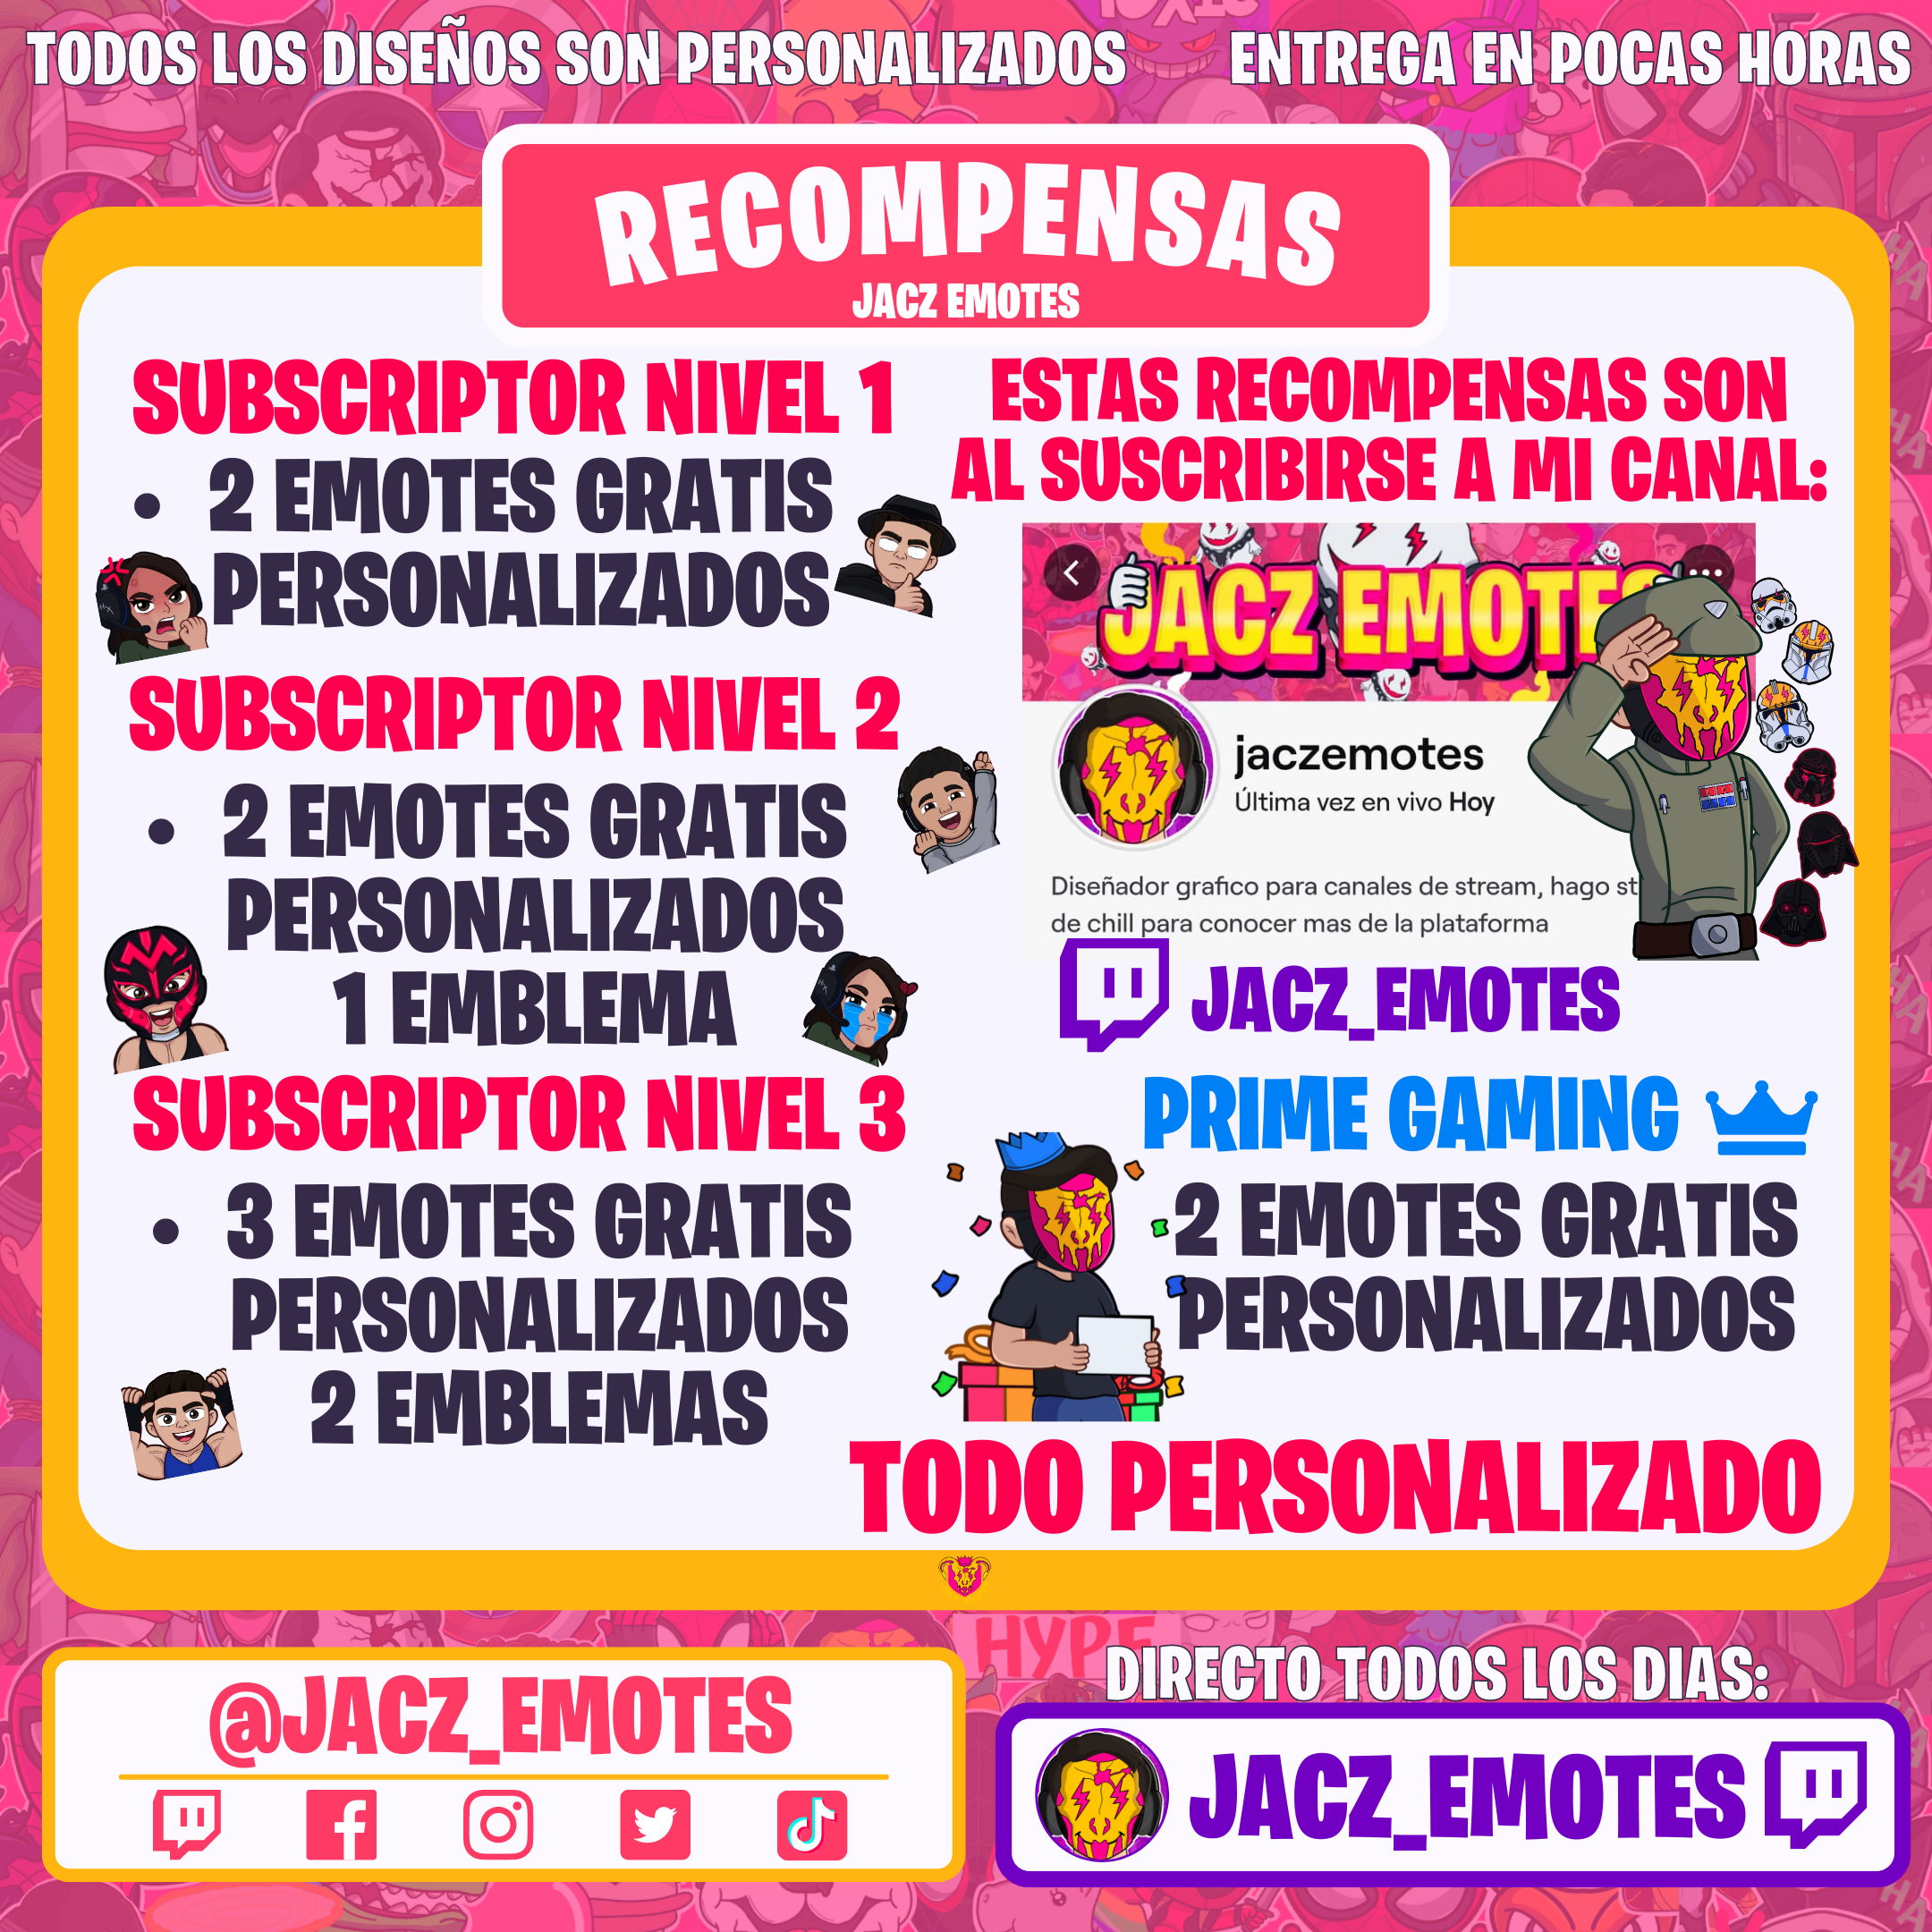 TODOS LOS DISEÑOS SON PERSONALIZADOS
ENTREGA EN POCAS HORAS
RECOMPENSAS
JACZ EMOTES
SUBSCRIPTOR NIVEL 1
• 2 EMOTES GRATIS
PERSONALIZADOS
SUBSCRIPTOR NIVEL 2
• 2 EMOTES GRATIS
PERSONALIZADOS
1 EMBLEMA
SUBSCRIPTOR NIVEL 3
• 3 EMOTES GRATIS
PERSONALIZADOS
2 EMBLEMAS
ESTAS RECOMPENSAS SON
AL SUSCRIBIRSE A MI CANAL:
JACZ EMOTES
jaczemotes
Última vez en vivo Hoy
Diseñador grafico para canales de stream, hago st
de chill para conocer mas de la plataforma
JACZ_EMOTES
PRIME GAMING
2 EMOTES GRATIS
PERSONALIZADOS
TODO PERSONALIZADO
HYPE
@JACZ_EMOTES
DIRECTO TODOS LOS DIAS:
JACZ_EMOTES